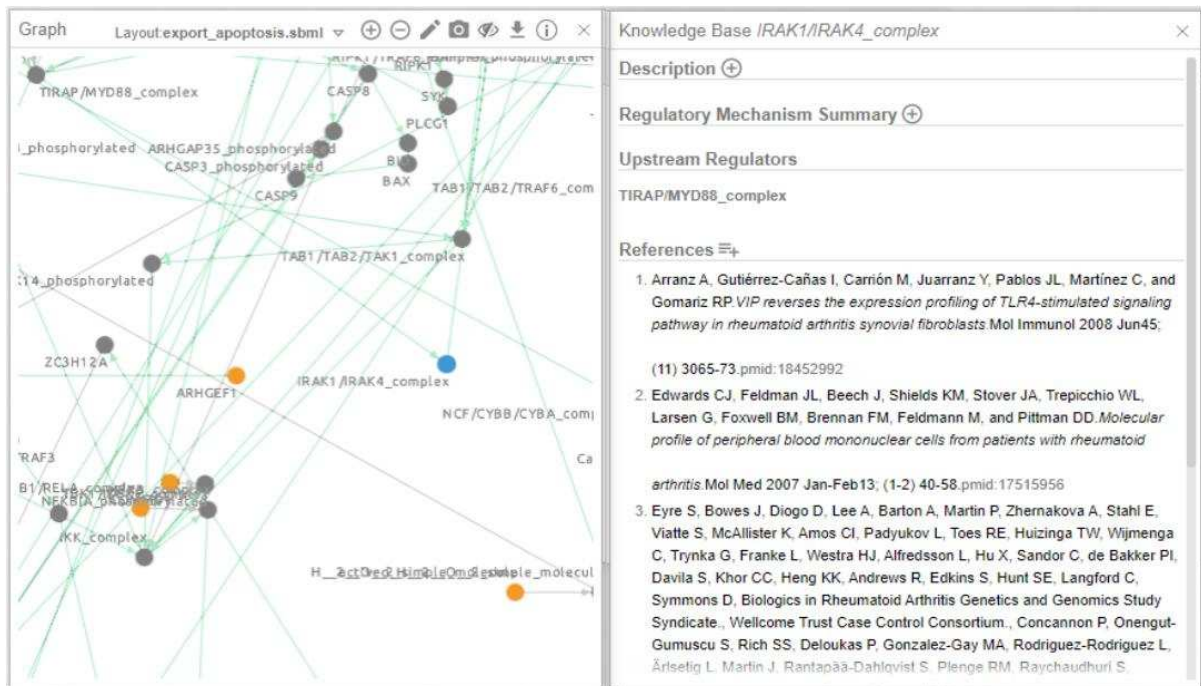 Graph
Layout:export_apoptosis.sbml
TIRAP/MYD88_complex
CASP8
RIPK1
SYK
PLCG1
_phosphorylated
ARHGAP35_phosphorylated
CASP3_phosphorylated
BAX
CASP9
TAB1/TAB2/TRAF6_com
TAB1/TAB2/TAK1_complex
14_phosphorylated
ZC3H12A
ARHGEF1
IRAK1/IRAK4_complex
NCF/CYBB/CYBA_comp
Ca
RAF3
B1/RELA_complex
IKK_complex
Knowledge Base IRAK1/IRAK4_complex
Description
Regulatory Mechanism Summary
Upstream Regulators
TIRAP/MYD88_complex
References
1. Arranz A, Gutiérrez-Cañas I, Carrión M, Juarranz Y, Pablos JL, Martínez C, and
Gomariz RP.VIP reverses the expression profiling of TLR4-stimulated signaling
pathway in rheumatoid arthritis synovial fibroblasts.Mol Immunol 2008 Jun45;
(11) 3065-73.pmid:18452992
2. Edwards CJ, Feldman JL, Beech J, Shields KM, Stover JA, Trepicchio WL,
Larsen G, Foxwell BM, Brennan FM, Feldmann M, and Pittman DD.Molecular
profile of peripheral blood mononuclear cells from patients with rheumatoid
arthritis.Mol Med 2007 Jan-Feb13; (1-2) 40-58.pmid:17515956
3. Eyre S, Bowes J, Diogo D, Lee A, Barton A, Martin P, Zhernakova A, Stahl E,
Viatte S, McAllister K, Amos CI, Padyukov L, Toes RE, Huizinga TW, Wijmenga
C, Trynka G, Franke L, Westra HJ, Alfredsson L, Hu X, Sandor C, de Bakker PI,
Davila S, Khor CC, Heng KK, Andrews R, Edkins S, Hunt SE, Langford C,
Symmons D, Biologics in Rheumatoid Arthritis Genetics and Genomics Study
Syndicate., Wellcome Trust Case Control Consortium., Concannon P, Onengut-
Gumuscu S, Rich SS, Deloukas P, Gonzalez-Gay MA, Rodriguez-Rodriguez L,
Ärlsetig L, Martin J, Rantapää-Dahlqvist S, Plenge RM, Raychaudhuri S,